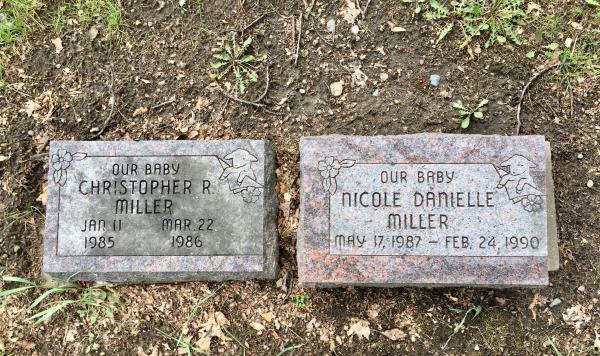 OUR BABY
CHRISTOPHER R.
MILLER
JAN. 11 MAR. 22
1985 1986
OUR BABY
NICOLE DANIELLE
MILLER
MAY 17, 1987 – FEB. 24, 1990